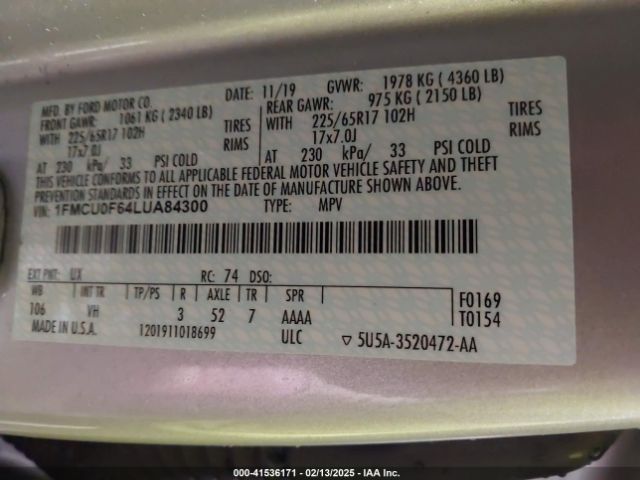 MFD. BY FORD MOTOR CO.
DATE: 11/19 GVWR: 1978 KG ( 4360 LB)
FRONT GAWR: 1061 KG ( 2340 LB) REAR GAWR: 975 KG ( 2150 LB)
WITH 225/65R17 102H TIRES WITH 225/65R17 102H TIRES
17x7.0J RIMS 17x7.0J RIMS
AT 230 kPa/ 33 PSI COLD AT 230 kPa/ 33 PSI COLD
THIS VEHICLE CONFORMS TO ALL APPLICABLE FEDERAL MOTOR VEHICLE SAFETY AND THEFT
PREVENTION STANDARDS IN EFFECT ON THE DATE OF MANUFACTURE SHOWN ABOVE.
VIN: 1FMCU0F64LUA84300 TYPE: MPV
EXT PNT: UX RC: 74 DSO:
WB INT TR TP/PS R AXLE TR SPR F0169
106 VH 3 52 7 AAAA T0154
MADE IN U.S.A. 1201911018699 ULC ▽ 5U5A-3520472-AA
000-41536171 - 02/13/2025 - IAA Inc.